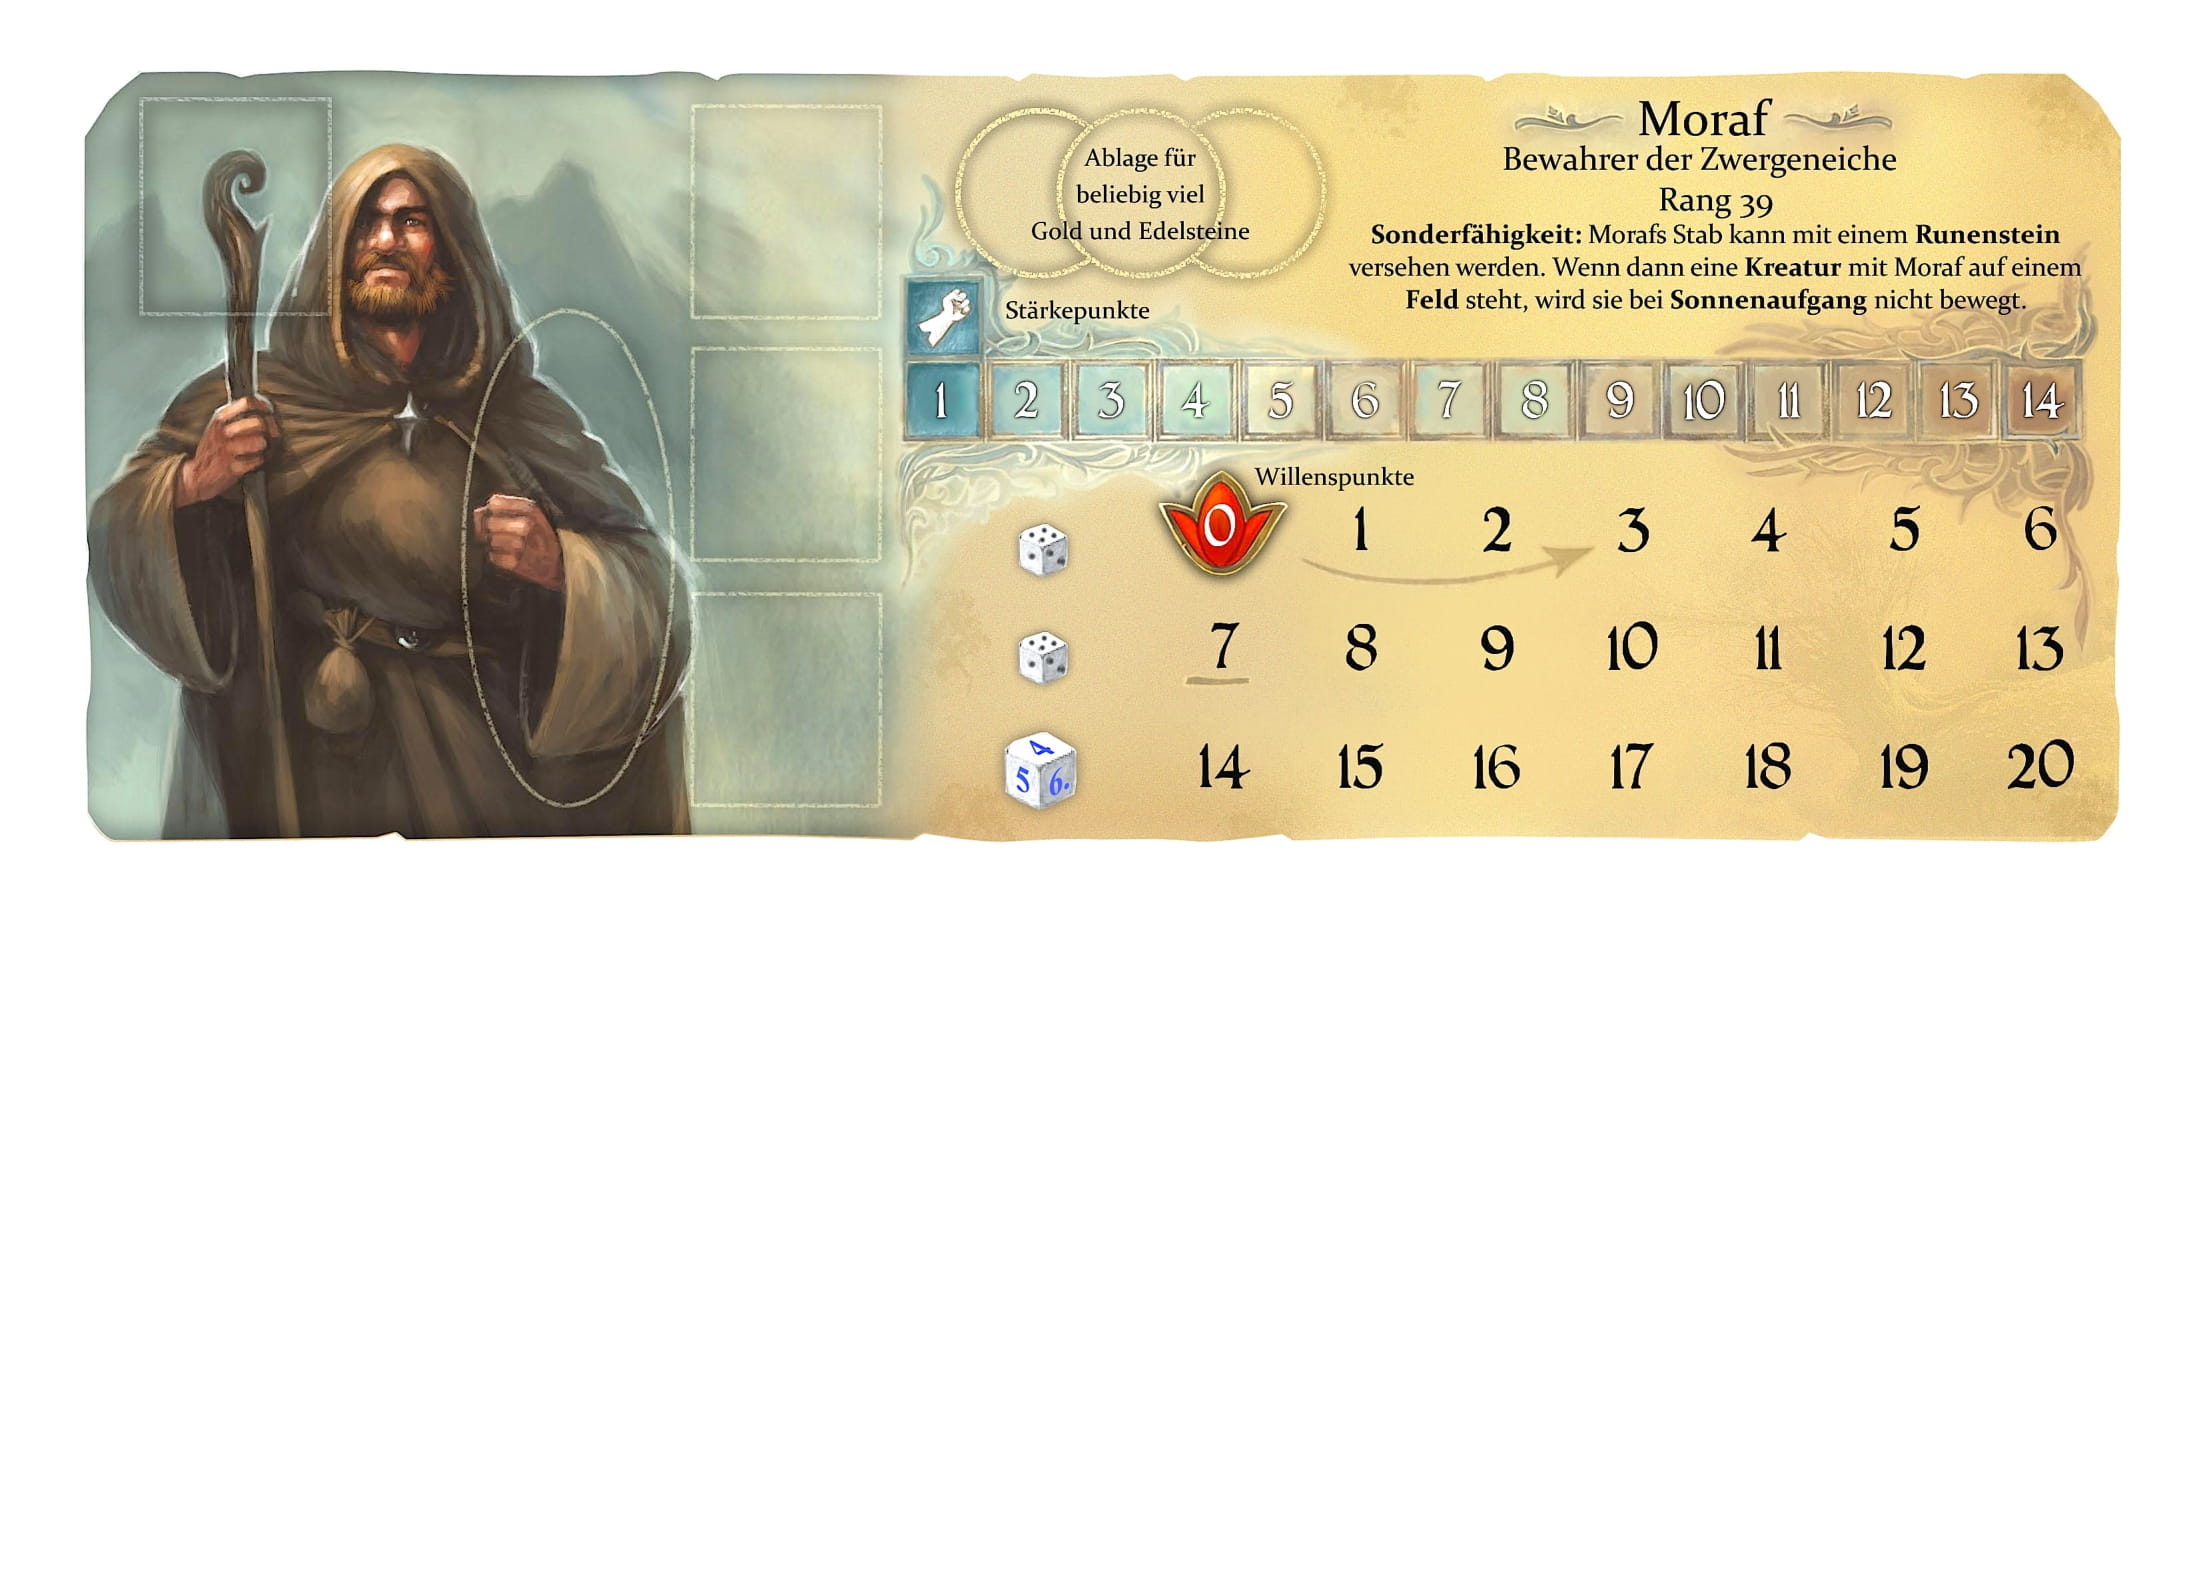 Moraf
Bewahrer der Zwergeneiche
Rang 39
Sonderfähigkeit: Morafs Stab kann mit einem Runenstein
versehen werden. Wenn dann eine Kreatur mit Moraf auf einem
Feld steht, wird sie bei Sonnenaufgang nicht bewegt.
Ablage für
beliebig viel
Gold und Edelsteine
Stärkepunkte
1 2 3 4 5 6 7 8 9 10 11 12 13 14
Willenspunkte
0 1 2 3 4 5 6
7 8 9 10 11 12 13
4
5 6.
14 15 16 17 18 19 20